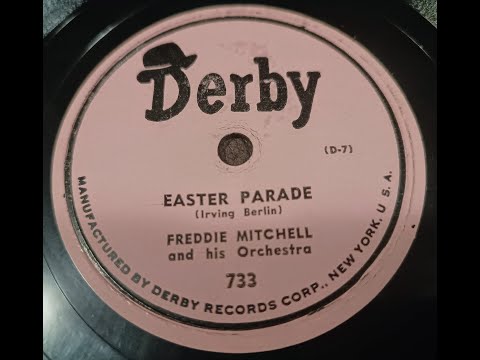 Derby
(D-7)
EASTER PARADE
(Irving Berlin)
FREDDIE MITCHELL
and his Orchestra
733
MANUFACTURED BY DERBY RECORDS CORP., NEW YORK, U. S. A.